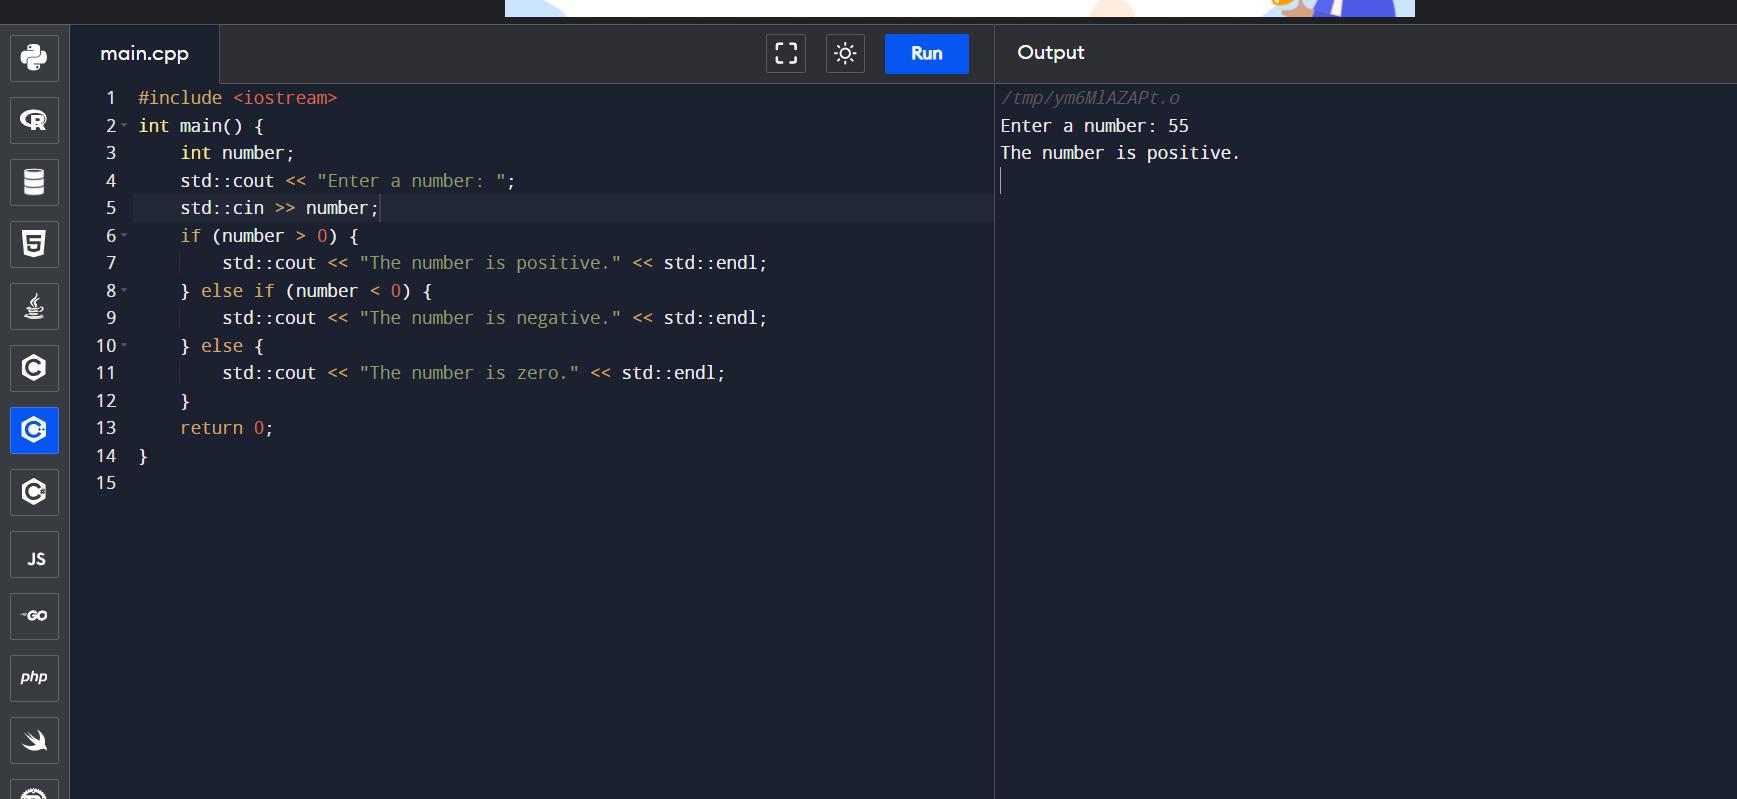 main.cpp
Run
Output
1 #include <iostream>
2 int main() {
3     int number;
4     std::cout << "Enter a number: ";
5     std::cin >> number;
6     if (number > 0) {
7         std::cout << "The number is positive." << std::endl;
8     } else if (number < 0) {
9         std::cout << "The number is negative." << std::endl;
10     } else {
11         std::cout << "The number is zero." << std::endl;
12     }
13     return 0;
14 }
15
/tmp/ym6MlAZAPt.o
Enter a number: 55
The number is positive.
R
5
C
C++
C#
JS
GO
php